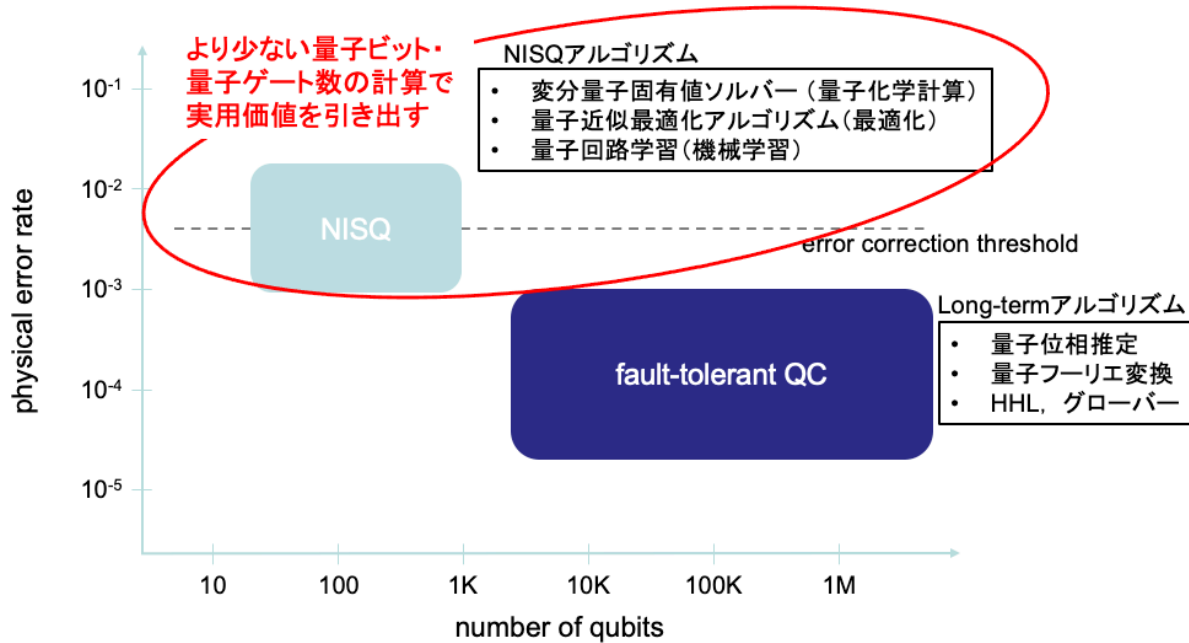 より少ない量子ビット・
量子ゲート数の計算で
実用価値を引き出す
NISQアルゴリズム
• 変分量子固有値ソルバー（量子化学計算）
• 量子近似最適化アルゴリズム（最適化）
• 量子回路学習（機械学習）
physical error rate
10-1
10-2
10-3
10-4
10-5
NISQ
error correction threshold
fault-tolerant QC
Long-termアルゴリズム
• 量子位相推定
• 量子フーリエ変換
• HHL，グローバー
10 100 1K 10K 100K 1M
number of qubits